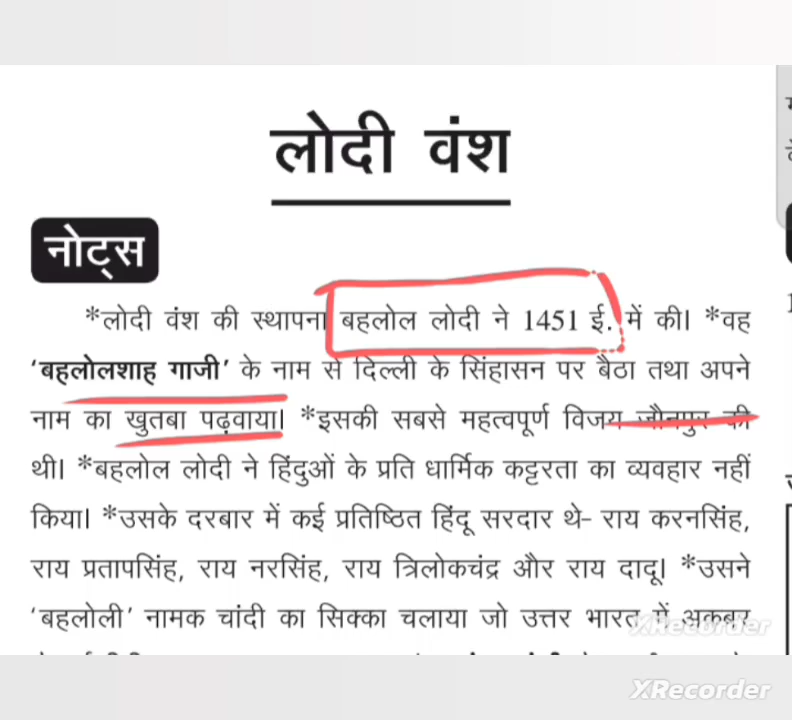 लोदी वंश
नोट्स
*लोदी वंश की स्थापना बहलोल लोदी ने 1451 ई. में की। *वह
'बहलोलशाह गाजी' के नाम से दिल्ली के सिंहासन पर बैठा तथा अपने
नाम का खुतबा पढ़वाया। *इसकी सबसे महत्वपूर्ण विजय जौनपुर की
थी। *बहलोल लोदी ने हिंदुओं के प्रति धार्मिक कट्टरता का व्यवहार नहीं
किया। *उसके दरबार में कई प्रतिष्ठित हिंदू सरदार थे- राय करनसिंह,
राय प्रतापसिंह, राय नरसिंह, राय त्रिलोकचंद्र और राय दादू। *उसने
'बहलोली' नामक चांदी का सिक्का चलाया जो उत्तर भारत में अकबर
XRecorder
XRecorder